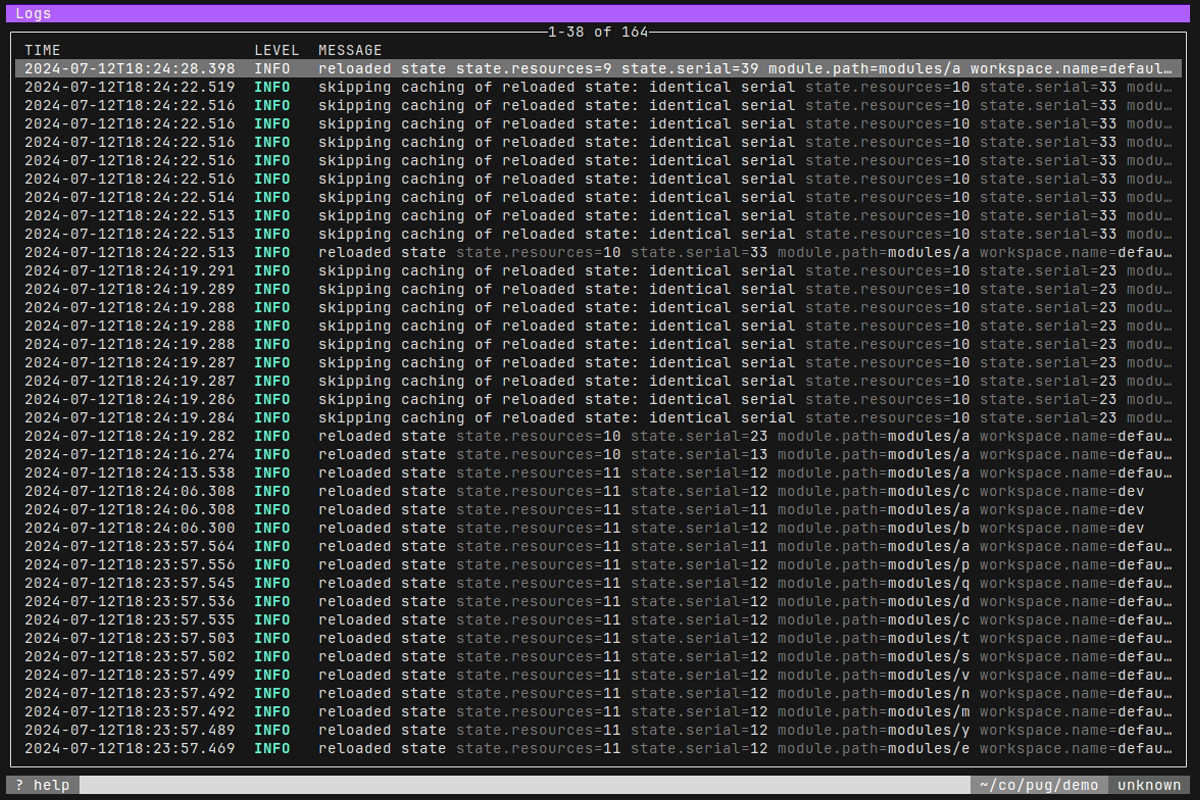 Logs
1-38 of 164
TIME LEVEL MESSAGE
2024-07-12T18:24:28.398 INFO reloaded state state.resources=9 state.serial=39 module.path=modules/a workspace.name=defaul…
2024-07-12T18:24:22.519 INFO skipping caching of reloaded state: identical serial state.resources=10 state.serial=33 modu…
2024-07-12T18:24:22.516 INFO skipping caching of reloaded state: identical serial state.resources=10 state.serial=33 modu…
2024-07-12T18:24:22.516 INFO skipping caching of reloaded state: identical serial state.resources=10 state.serial=33 modu…
2024-07-12T18:24:22.516 INFO skipping caching of reloaded state: identical serial state.resources=10 state.serial=33 modu…
2024-07-12T18:24:22.516 INFO skipping caching of reloaded state: identical serial state.resources=10 state.serial=33 modu…
2024-07-12T18:24:22.516 INFO skipping caching of reloaded state: identical serial state.resources=10 state.serial=33 modu…
2024-07-12T18:24:22.514 INFO skipping caching of reloaded state: identical serial state.resources=10 state.serial=33 modu…
2024-07-12T18:24:22.513 INFO skipping caching of reloaded state: identical serial state.resources=10 state.serial=33 modu…
2024-07-12T18:24:22.513 INFO skipping caching of reloaded state: identical serial state.resources=10 state.serial=33 modu…
2024-07-12T18:24:22.513 INFO reloaded state state.resources=10 state.serial=33 module.path=modules/a workspace.name=defau…
2024-07-12T18:24:19.291 INFO skipping caching of reloaded state: identical serial state.resources=10 state.serial=23 modu…
2024-07-12T18:24:19.289 INFO skipping caching of reloaded state: identical serial state.resources=10 state.serial=23 modu…
2024-07-12T18:24:19.288 INFO skipping caching of reloaded state: identical serial state.resources=10 state.serial=23 modu…
2024-07-12T18:24:19.288 INFO skipping caching of reloaded state: identical serial state.resources=10 state.serial=23 modu…
2024-07-12T18:24:19.288 INFO skipping caching of reloaded state: identical serial state.resources=10 state.serial=23 modu…
2024-07-12T18:24:19.287 INFO skipping caching of reloaded state: identical serial state.resources=10 state.serial=23 modu…
2024-07-12T18:24:19.287 INFO skipping caching of reloaded state: identical serial state.resources=10 state.serial=23 modu…
2024-07-12T18:24:19.286 INFO skipping caching of reloaded state: identical serial state.resources=10 state.serial=23 modu…
2024-07-12T18:24:19.284 INFO skipping caching of reloaded state: identical serial state.resources=10 state.serial=23 modu…
2024-07-12T18:24:19.282 INFO reloaded state state.resources=10 state.serial=23 module.path=modules/a workspace.name=defau…
2024-07-12T18:24:16.274 INFO reloaded state state.resources=10 state.serial=13 module.path=modules/a workspace.name=defau…
2024-07-12T18:24:13.538 INFO reloaded state state.resources=11 state.serial=12 module.path=modules/a workspace.name=defau…
2024-07-12T18:24:06.308 INFO reloaded state state.resources=11 state.serial=12 module.path=modules/c workspace.name=dev
2024-07-12T18:24:06.308 INFO reloaded state state.resources=11 state.serial=11 module.path=modules/a workspace.name=dev
2024-07-12T18:24:06.300 INFO reloaded state state.resources=11 state.serial=12 module.path=modules/b workspace.name=dev
2024-07-12T18:23:57.564 INFO reloaded state state.resources=11 state.serial=11 module.path=modules/a workspace.name=defau…
2024-07-12T18:23:57.556 INFO reloaded state state.resources=11 state.serial=12 module.path=modules/p workspace.name=defau…
2024-07-12T18:23:57.545 INFO reloaded state state.resources=11 state.serial=12 module.path=modules/q workspace.name=defau…
2024-07-12T18:23:57.536 INFO reloaded state state.resources=11 state.serial=12 module.path=modules/d workspace.name=defau…
2024-07-12T18:23:57.535 INFO reloaded state state.resources=11 state.serial=12 module.path=modules/c workspace.name=defau…
2024-07-12T18:23:57.503 INFO reloaded state state.resources=11 state.serial=12 module.path=modules/t workspace.name=defau…
2024-07-12T18:23:57.502 INFO reloaded state state.resources=11 state.serial=12 module.path=modules/s workspace.name=defau…
2024-07-12T18:23:57.499 INFO reloaded state state.resources=11 state.serial=12 module.path=modules/v workspace.name=defau…
2024-07-12T18:23:57.492 INFO reloaded state state.resources=11 state.serial=12 module.path=modules/n workspace.name=defau…
2024-07-12T18:23:57.492 INFO reloaded state state.resources=11 state.serial=12 module.path=modules/m workspace.name=defau…
2024-07-12T18:23:57.489 INFO reloaded state state.resources=11 state.serial=12 module.path=modules/y workspace.name=defau…
2024-07-12T18:23:57.469 INFO reloaded state state.resources=11 state.serial=12 module.path=modules/e workspace.name=defau…
? help ~/co/pug/demo unknown